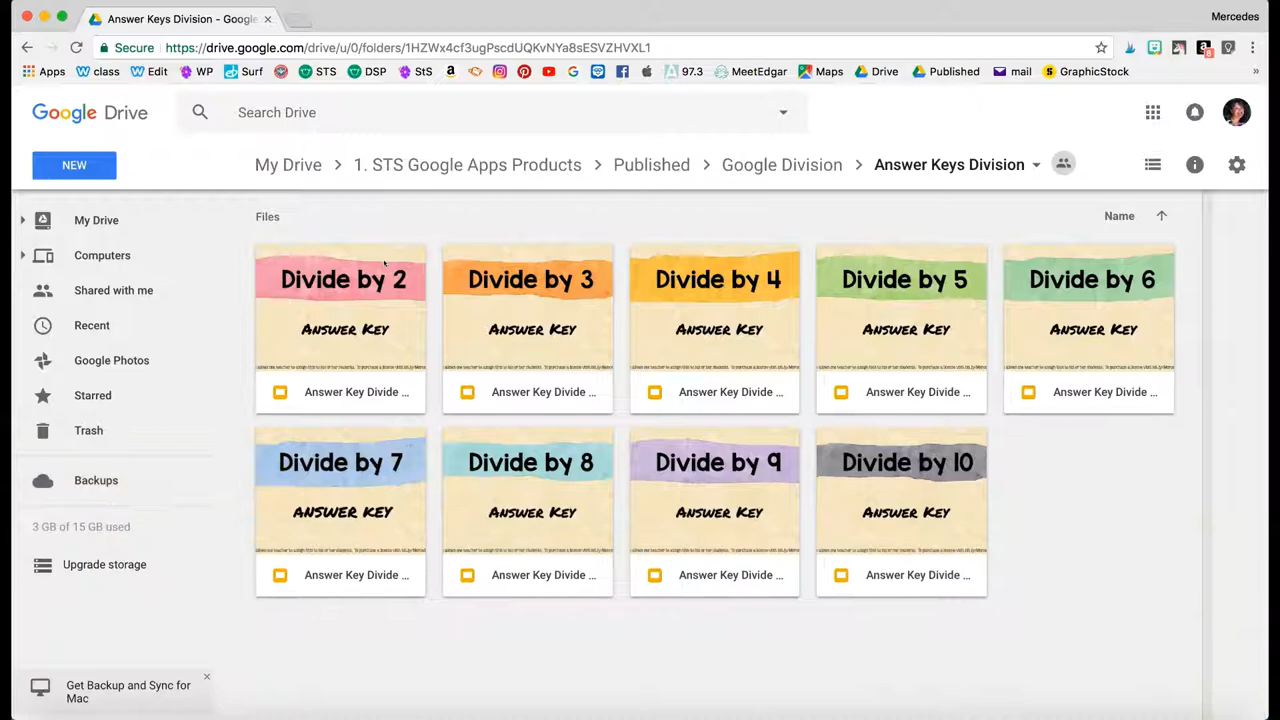 Answer Keys Division - Google
Mercedes
Secure https://drive.google.com/drive/u/0/folders/1HZWx4cf3ugPscdUQKvNYa8sESVZHVXL1
Apps class Edit WP Surf STS DSP StS 97.3 MeetEdgar Maps Drive Published mail GraphicStock »
Google Drive
Search Drive
NEW
My Drive > 1. STS Google Apps Products > Published > Google Division > Answer Keys Division
My Drive
Computers
Shared with me
Recent
Google Photos
Starred
Trash
Backups
3 GB of 15 GB used
Upgrade storage
Get Backup and Sync for
Mac
Files
Name
Divide by 2 Divide by 3 Divide by 4 Divide by 5 Divide by 6
Answer Key Answer Key Answer Key Answer Key Answer Key
Answer Key Divide ... Answer Key Divide ... Answer Key Divide ... Answer Key Divide ... Answer Key Divide ...
Divide by 7 Divide by 8 Divide by 9 Divide by 10
Answer Key Answer Key Answer Key Answer Key
Answer Key Divide ... Answer Key Divide ... Answer Key Divide ... Answer Key Divide ...